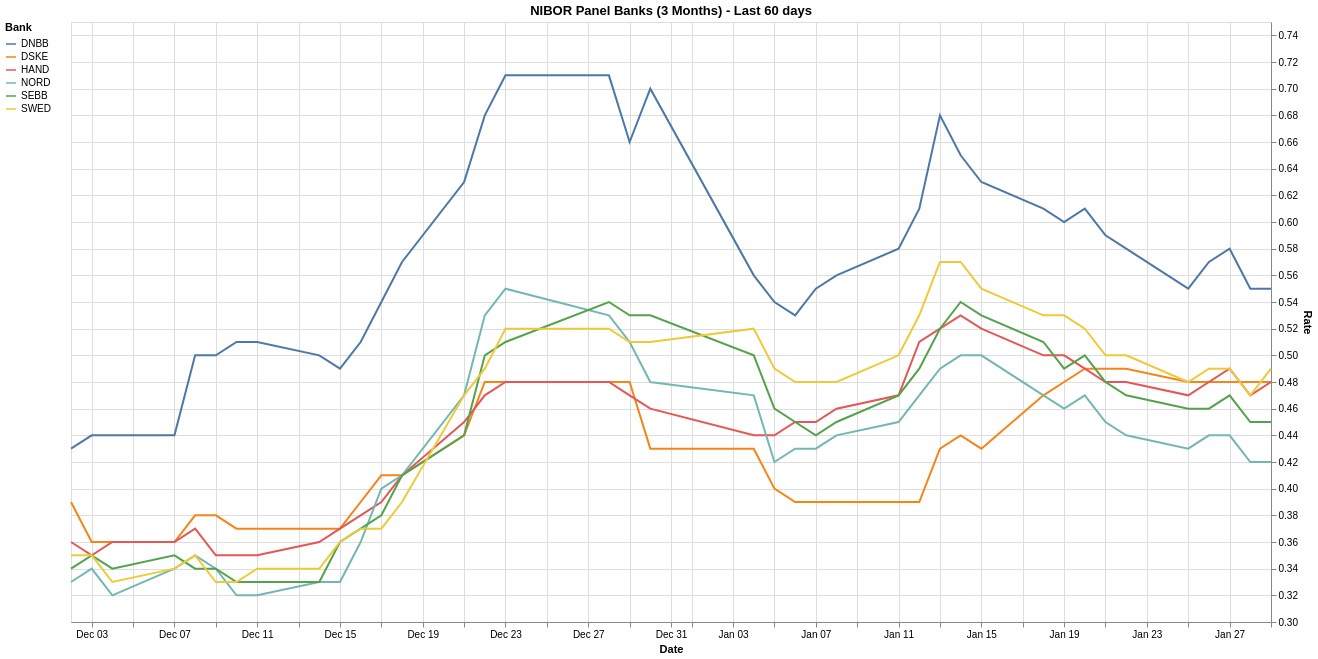 NIBOR Panel Banks (3 Months) - Last 60 days
Bank
DNBB
DSKE
HAND
NORD
SEBB
SWED
0.74
0.72
0.70
0.68
0.66
0.64
0.62
0.60
0.58
0.56
0.54
0.52
0.50
0.48
0.46
0.44
0.42
0.40
0.38
0.36
0.34
0.32
0.30
Rate
Dec 03 Dec 07 Dec 11 Dec 15 Dec 19 Dec 23 Dec 27 Dec 31 Jan 03 Jan 07 Jan 11 Jan 15 Jan 19 Jan 23 Jan 27
Date